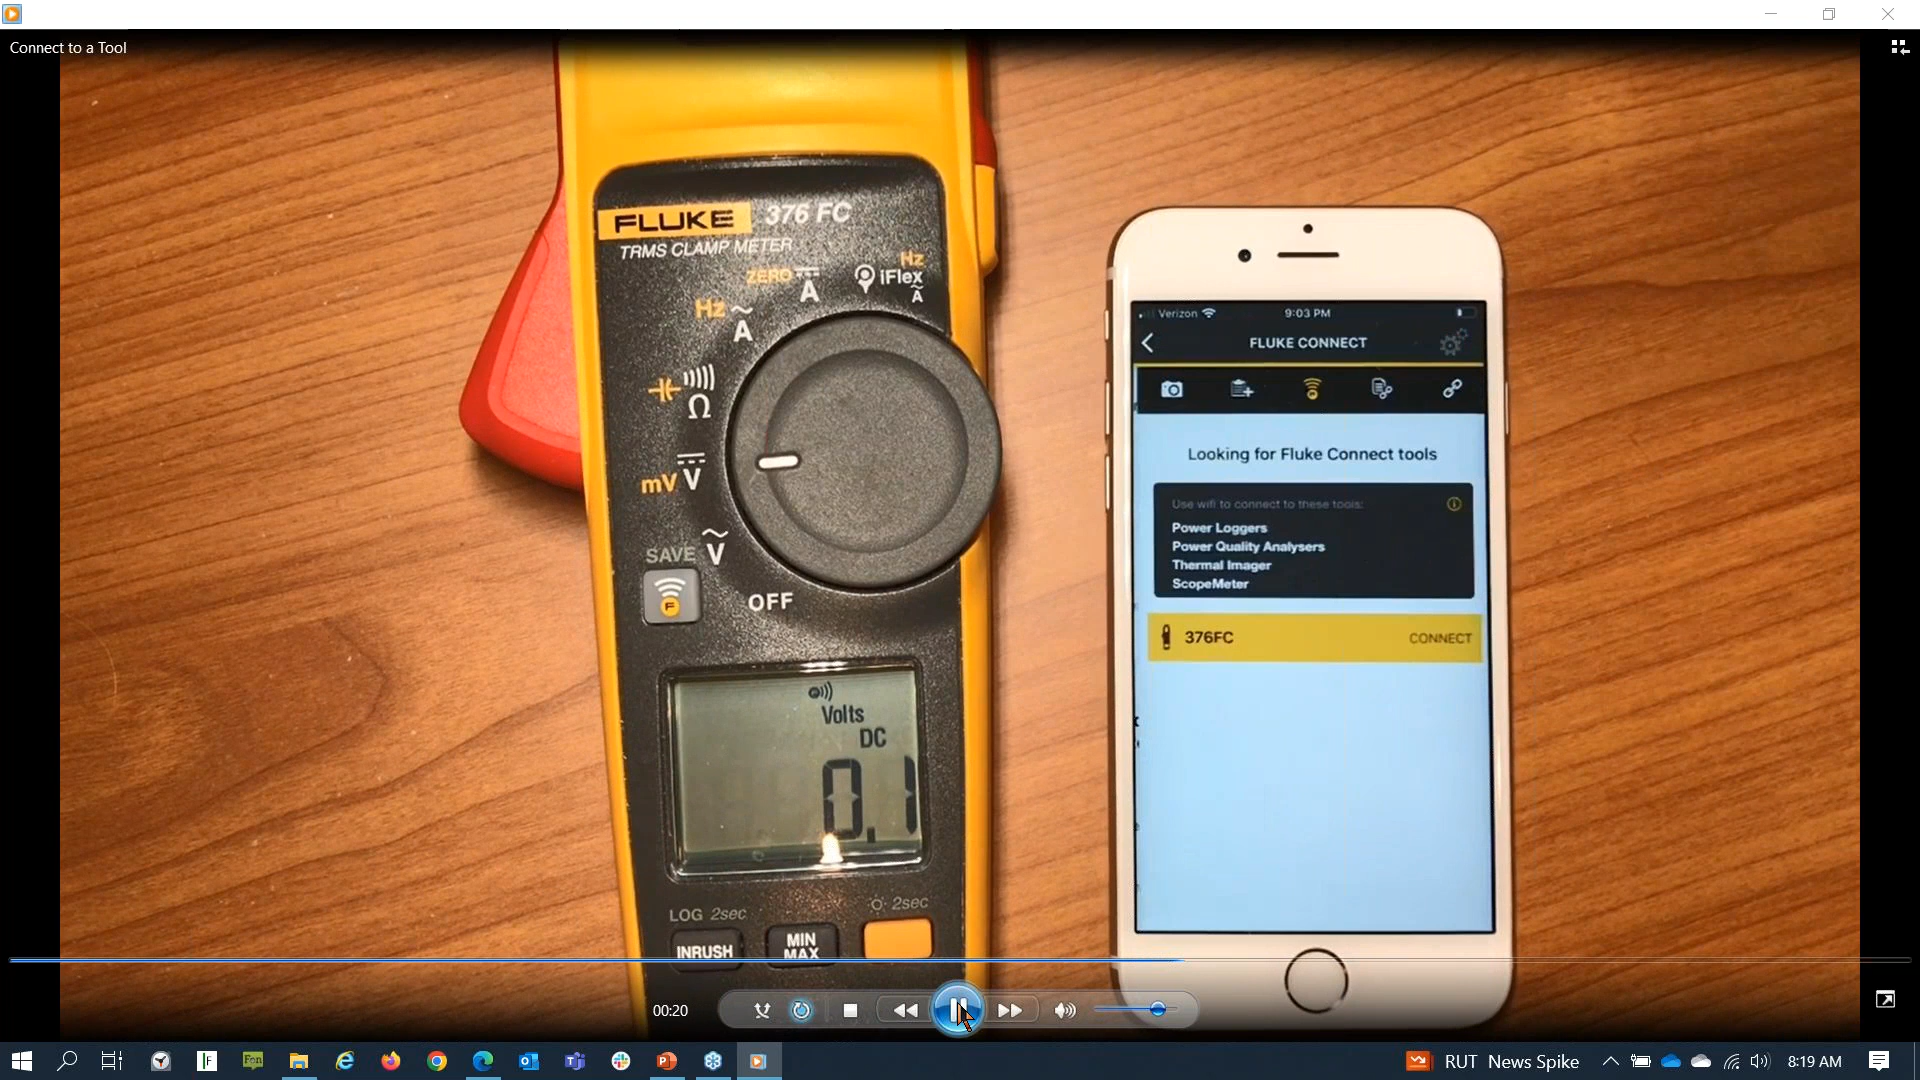 Connect to a Tool
FLUKE 376 FC
TRMS CLAMP METER
Hz
ZERO A
iFlex
A
Hz
A
Ω
mV V
SAVE V
F
OFF
Volts
DC
0.1
LOG 2sec
2sec
INRUSH
MIN
MAX
Verizon 9:03 PM
FLUKE CONNECT
Looking for Fluke Connect tools
Use wifi to connect to these tools:
Power Loggers
Power Quality Analysers
Thermal Imager
ScopeMeter
376FC CONNECT
00:20
Fon
RUT News Spike
8:19 AM